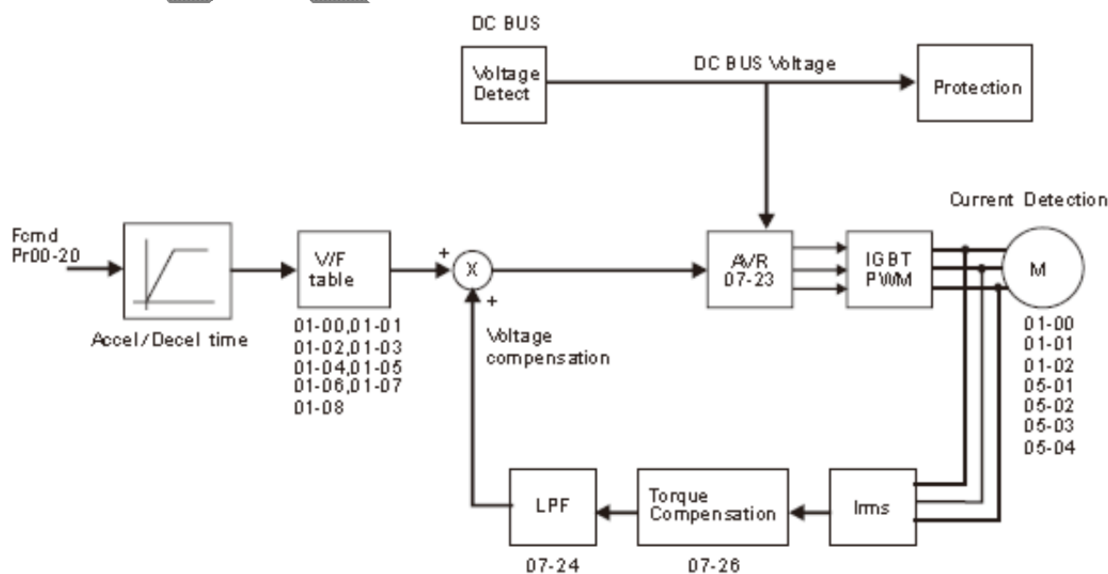 DC BUS
Voltage
Detect
DC BUS Voltage
Protection
Current Detection
Fcmd
Pr00-20
Accel/Decel time
V/F
table
01-00,01-01
01-02,01-03
01-04,01-05
01-06,01-07
01-08
+
X
+
Voltage
compensation
AVR
07-23
IGBT
PWM
M
01-00
01-01
01-02
05-01
05-02
05-03
05-04
LPF
07-24
Torque
Compensation
07-26
Irms